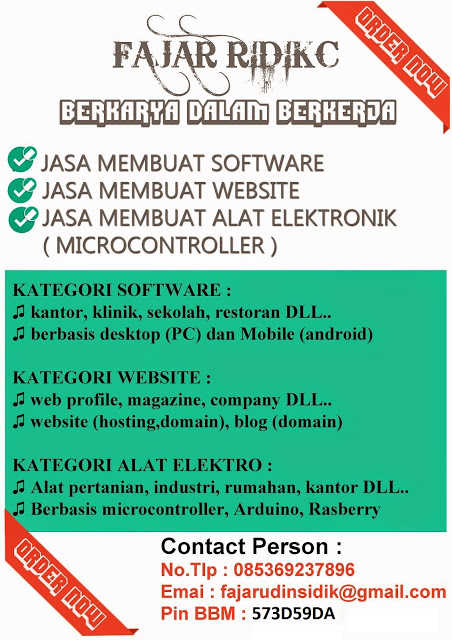 ORDER NOW
FAJAR RIDIKC
BERKARYA DALAM BERKERJA
JASA MEMBUAT SOFTWARE
JASA MEMBUAT WEBSITE
JASA MEMBUAT ALAT ELEKTRONIK
( MICROCONTROLLER )
KATEGORI SOFTWARE :
♫ kantor, klinik, sekolah, restoran DLL..
♫ berbasis desktop (PC) dan Mobile (android)
KATEGORI WEBSITE :
♫ web profile, magazine, company DLL..
♫ website (hosting,domain), blog (domain)
KATEGORI ALAT ELEKTRO :
♫ Alat pertanian, industri, rumahan, kantor DLL..
♫ Berbasis microcontroller, Arduino, Rasberry
ORDER NOW
Contact Person :
No.Tlp : 085369237896
Emai : fajarudinsidik@gmail.com
Pin BBM : 573D59DA